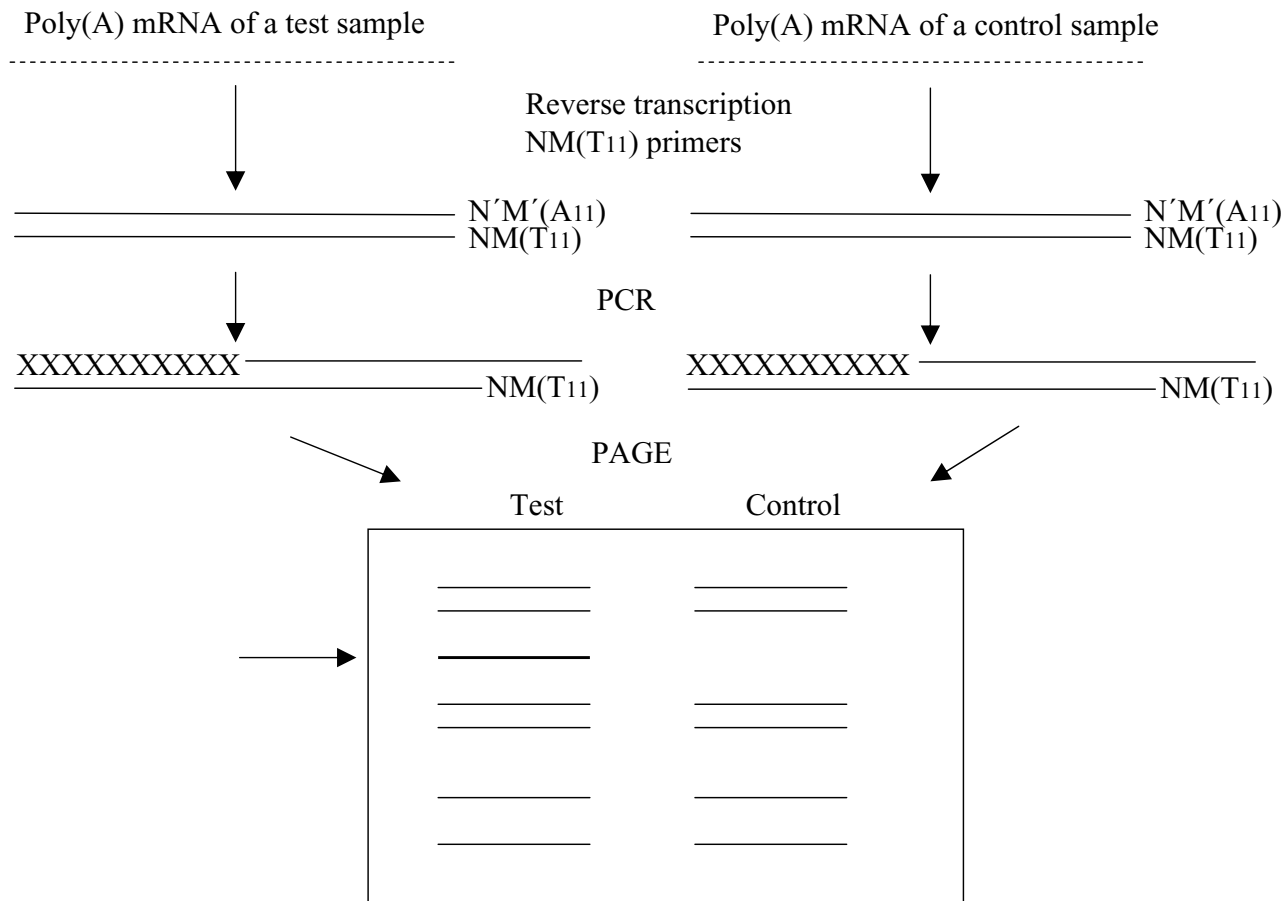 Poly(A) mRNA of a test sample
Poly(A) mRNA of a control sample
Reverse transcription
NM(T11) primers
N´M´(A11)
NM(T11)
N´M´(A11)
NM(T11)
PCR
XXXXXXXXXX
NM(T11)
XXXXXXXXXX
NM(T11)
PAGE
Test
Control